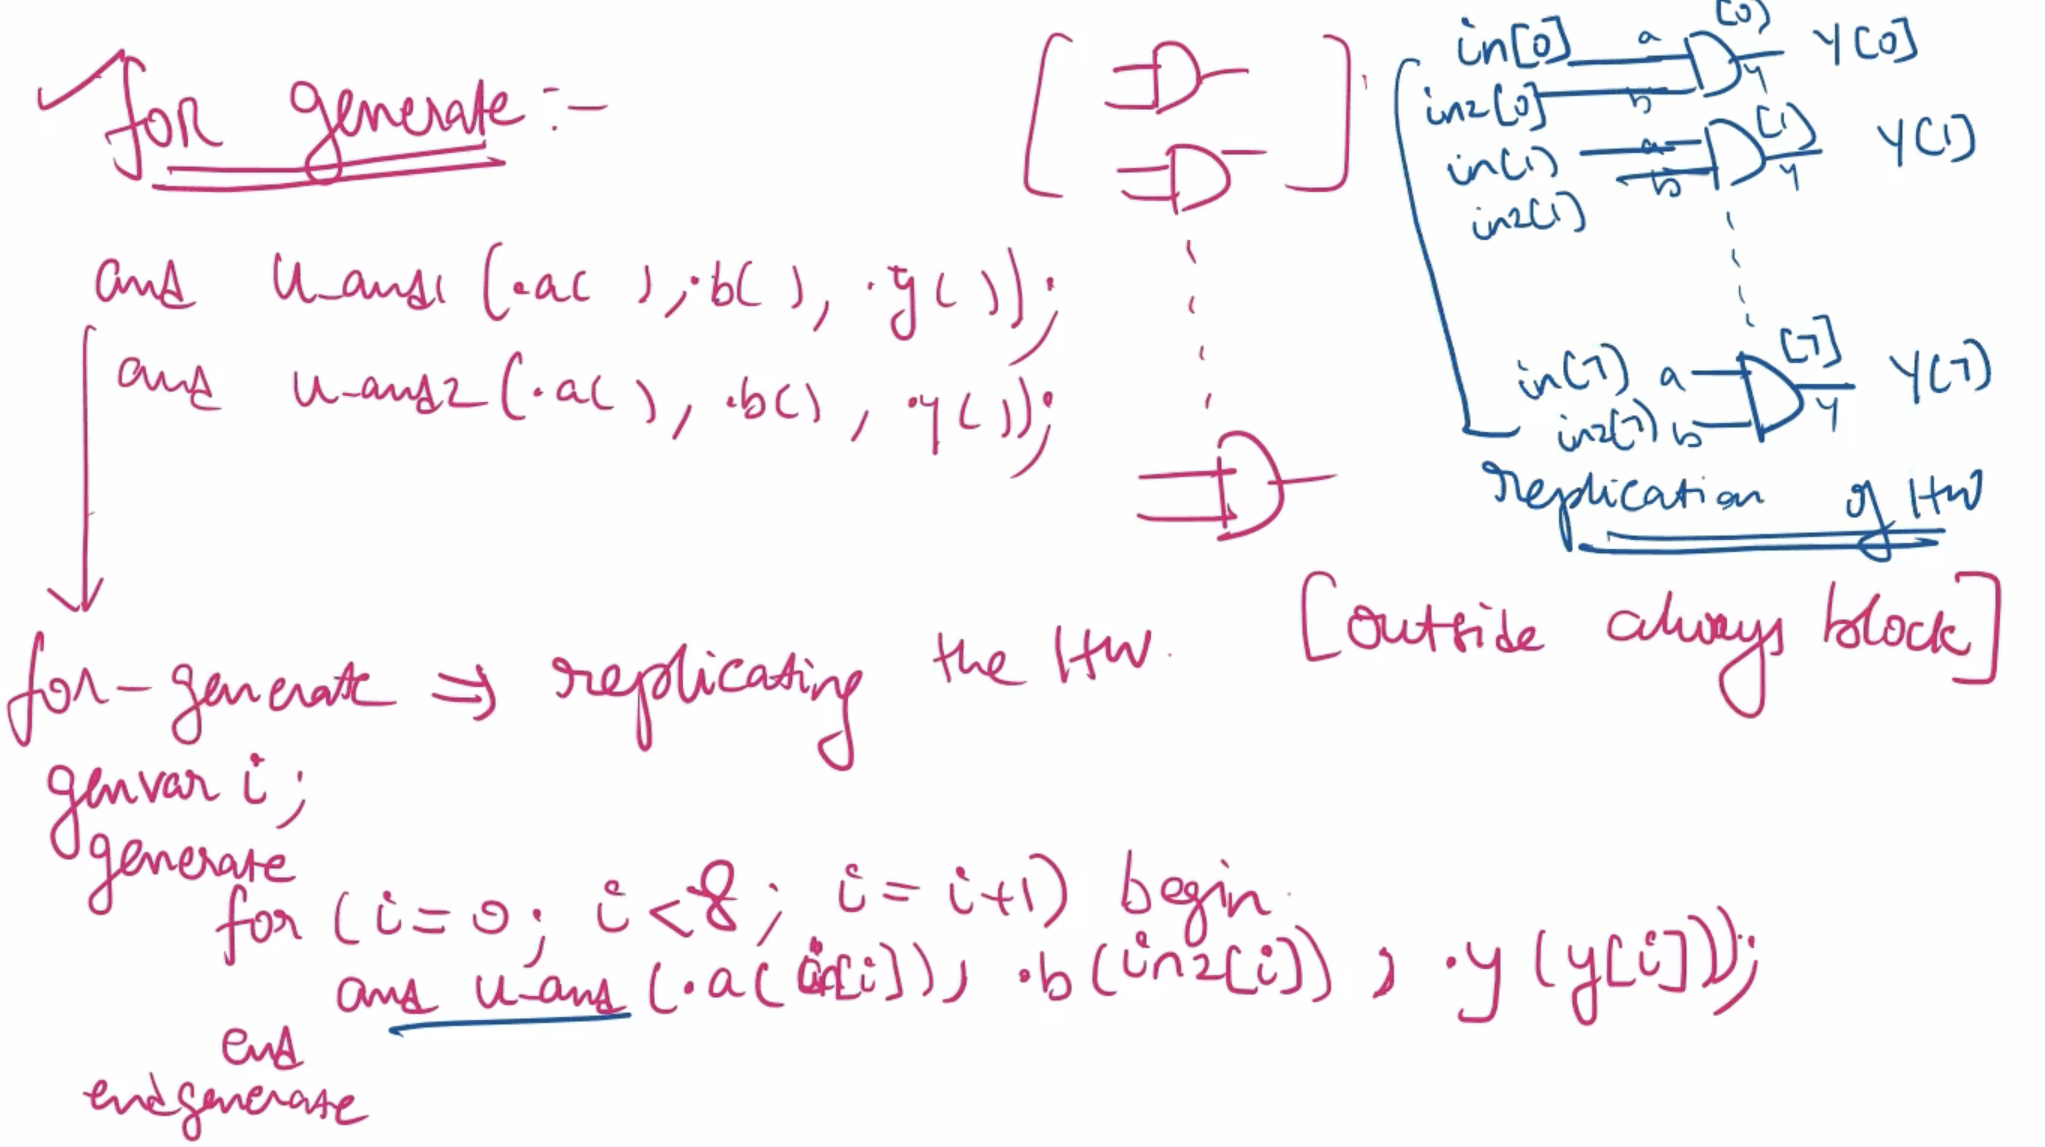 for generate :-
and u_and1 (.a( ), .b( ), .y( ));
and u_and2 (.a( ), .b( ), .y( ));
in[0] a [0] y Y[0]
in2[0] b
in[1] a [1] y Y[1]
in2[1] b
in[7] a [7] y Y[7]
in2[7] b
replication of HW
for-generate ⇒ replicating the HW. [outside always block]
genvar i;
generate
for (i=0; i<8; i=i+1) begin
and u_and (.a(in[i]), .b(in2[i]), .y(y[i]));
end
endgenerate